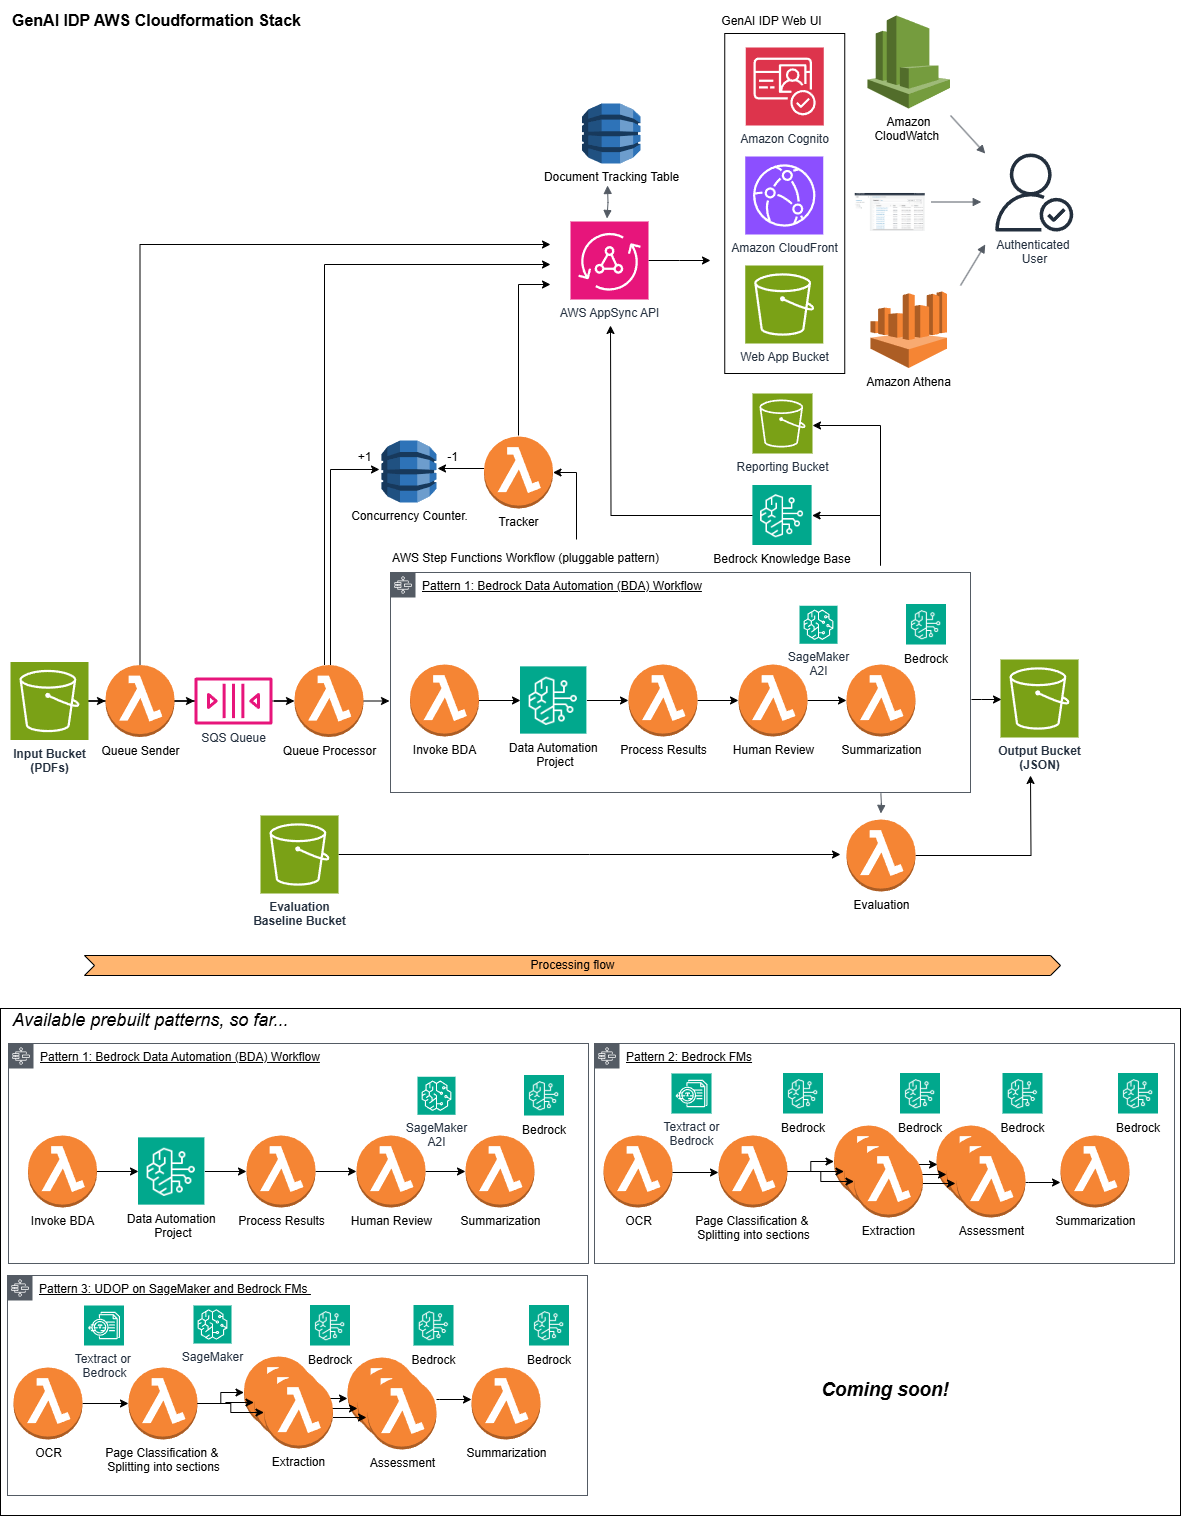 GenAI IDP AWS Cloudformation Stack
GenAI IDP Web UI
Amazon Cognito
Amazon CloudFront
Web App Bucket
Amazon
CloudWatch
Authenticated
User
Amazon Athena
Document Tracking Table
AWS AppSync API
Reporting Bucket
Bedrock Knowledge Base
+1
-1
Concurrency Counter.
Tracker
AWS Step Functions Workflow (pluggable pattern)
Pattern 1: Bedrock Data Automation (BDA) Workflow
SageMaker
A2I
Bedrock
Input Bucket
(PDFs)
Queue Sender
SQS Queue
Queue Processor
Invoke BDA
Data Automation
Project
Process Results
Human Review
Summarization
Output Bucket
(JSON)
Evaluation
Baseline Bucket
Evaluation
Processing flow
Available prebuilt patterns, so far...
Pattern 1: Bedrock Data Automation (BDA) Workflow
SageMaker
A2I
Bedrock
Invoke BDA
Data Automation
Project
Process Results
Human Review
Summarization
Pattern 2: Bedrock FMs
Textract or
Bedrock
Bedrock
Bedrock
Bedrock
Bedrock
OCR
Page Classification &
Splitting into sections
Extraction
Assessment
Summarization
Pattern 3: UDOP on SageMaker and Bedrock FMs
Textract or
Bedrock
SageMaker
Bedrock
Bedrock
Bedrock
OCR
Page Classification &
Splitting into sections
Extraction
Assessment
Summarization
Coming soon!